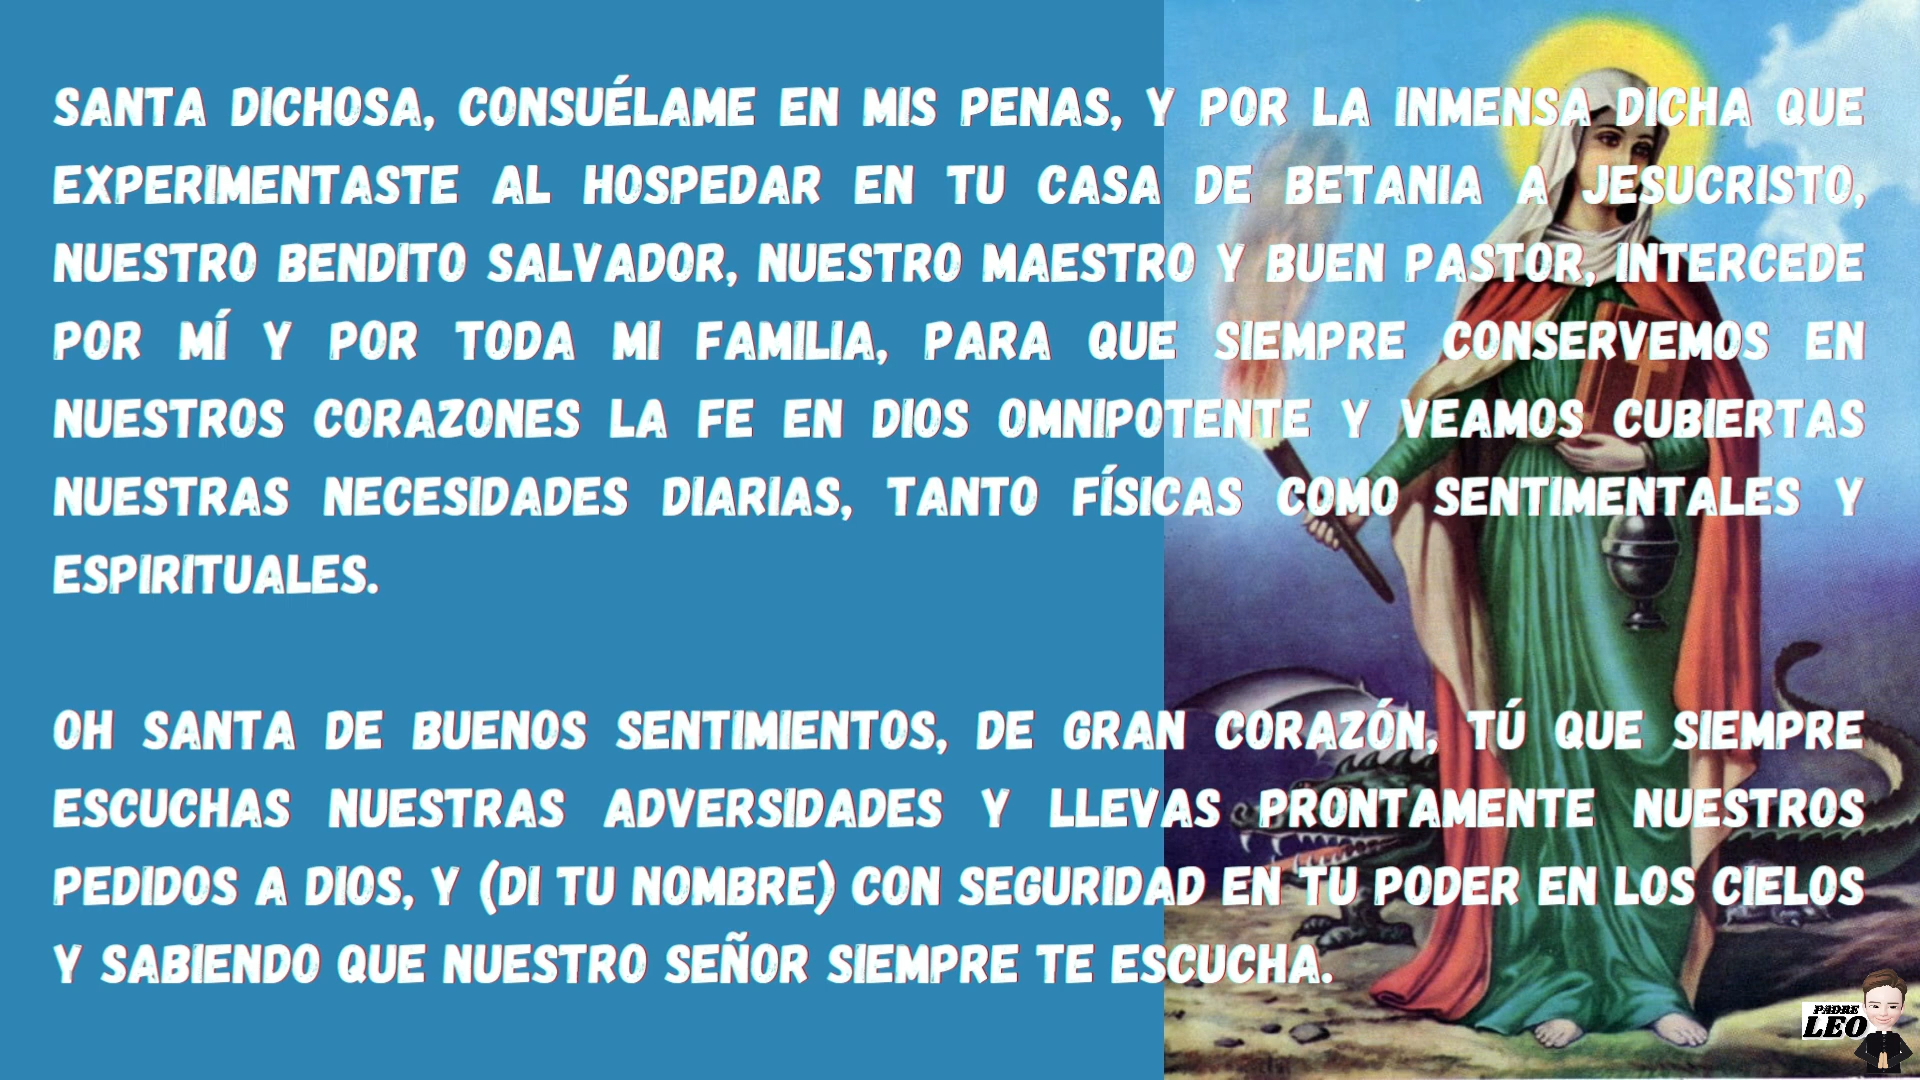 SANTA DICHOSA, CONSUÉLAME EN MIS PENAS, Y POR LA INMENSA DICHA QUE
EXPERIMENTASTE AL HOSPEDAR EN TU CASA DE BETANIA A JESUCRISTO,
NUESTRO BENDITO SALVADOR, NUESTRO MAESTRO Y BUEN PASTOR, INTERCEDE
POR MÍ Y POR TODA MI FAMILIA, PARA QUE SIEMPRE CONSERVEMOS EN
NUESTROS CORAZONES LA FE EN DIOS OMNIPOTENTE Y VEAMOS CUBIERTAS
NUESTRAS NECESIDADES DIARIAS, TANTO FÍSICAS COMO SENTIMENTALES Y
ESPIRITUALES.
OH SANTA DE BUENOS SENTIMIENTOS, DE GRAN CORAZÓN, TÚ QUE SIEMPRE
ESCUCHAS NUESTRAS ADVERSIDADES Y LLEVAS PRONTAMENTE NUESTROS
PEDIDOS A DIOS, Y (DI TU NOMBRE) CON SEGURIDAD EN TU PODER EN LOS CIELOS
Y SABIENDO QUE NUESTRO SEÑOR SIEMPRE TE ESCUCHA.
PADRE
LEO